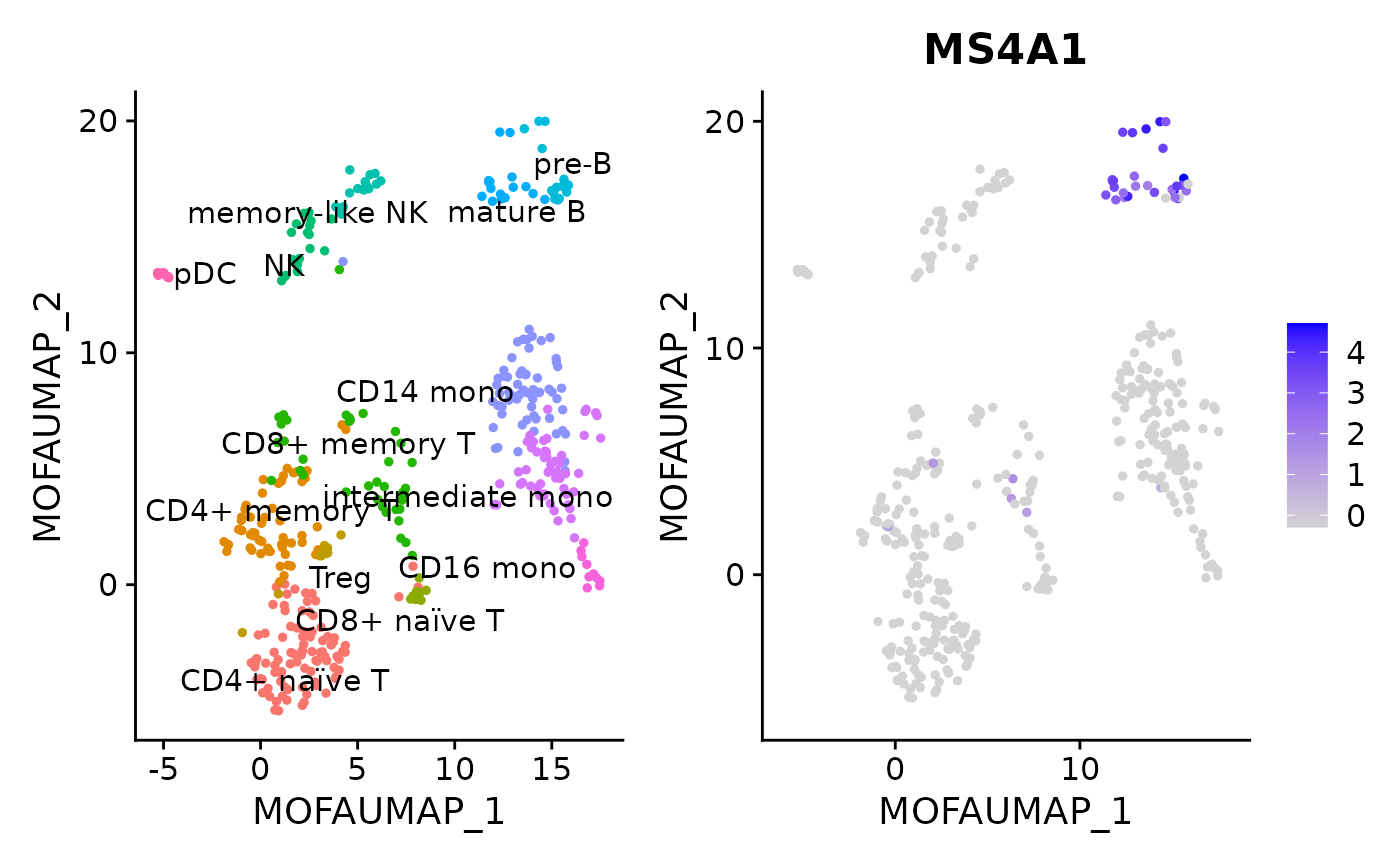 MS4A1
20
10
0
MOFAUMAP_2
pre-B
memory-like NK
mature B
NK
pDC
CD14 mono
CD8+ memory T
intermediate mono
CD4+ memory T
CD16 mono
Treg
CD8+ naïve T
CD4+ naïve T
-5
0
5
10
15
MOFAUMAP_1
20
10
0
MOFAUMAP_2
0
10
MOFAUMAP_1
4
3
2
1
0